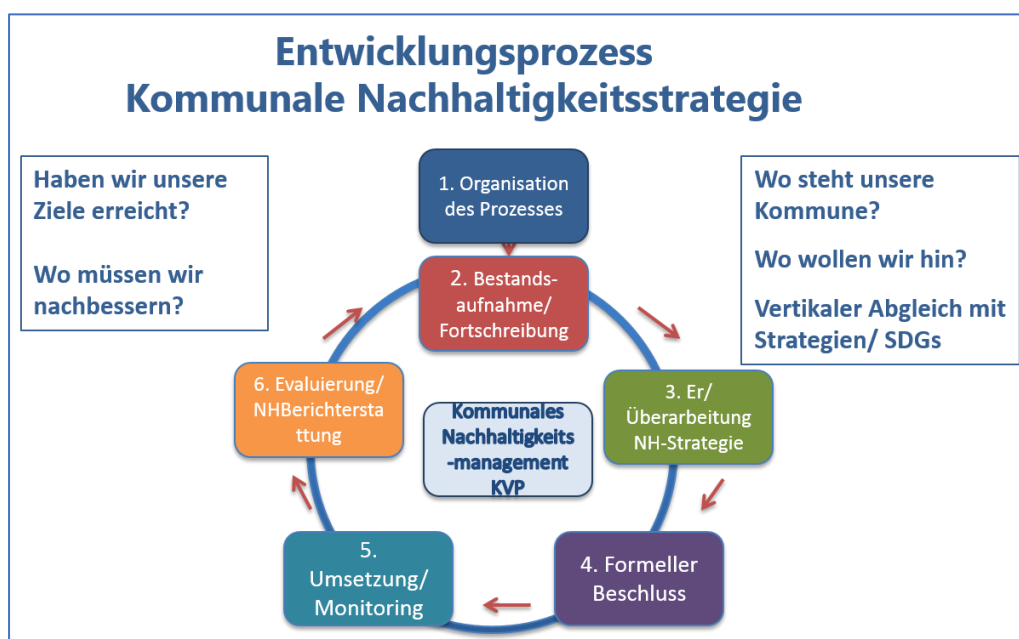 Entwicklungsprozess
Kommunale Nachhaltigkeitsstrategie
Haben wir unsere
Ziele erreicht?
Wo müssen wir
nachbessern?
1. Organisation
des Prozesses
Wo steht unsere
Kommune?
Wo wollen wir hin?
Vertikaler Abgleich mit
Strategien/ SDGs
2. Bestands-
aufnahme/
Fortschreibung
3. Er/
Überarbeitung
NH-Strategie
4. Formeller
Beschluss
5.
Umsetzung/
Monitoring
6. Evaluierung/
NHBerichtersta
ttung
Kommunales
Nachhaltigkeits
-management
KVP